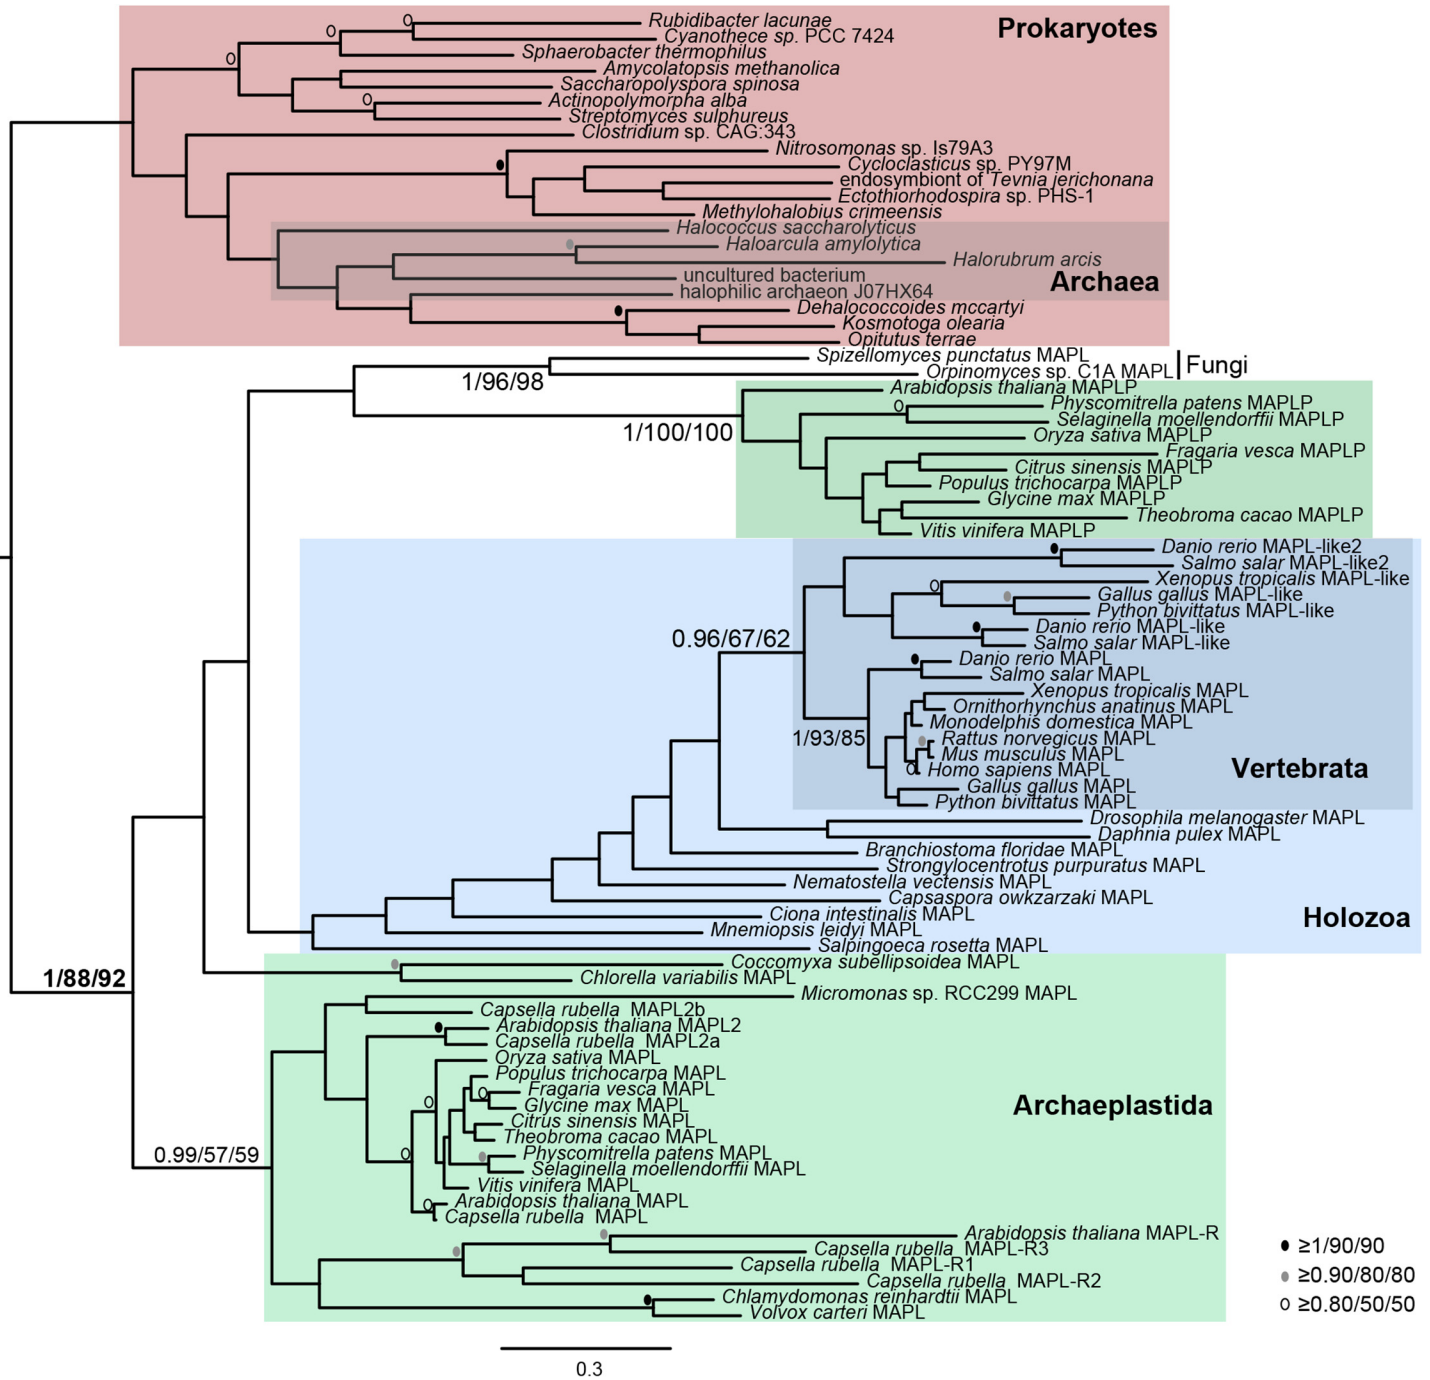 Rubidibacter lacunae
Prokaryotes
Cyanothece sp. PCC 7424
Sphaerobacter thermophilus
Amycolatopsis methanolica
Saccharopolyspora spinosa
Actinopolymorpha alba
Streptomyces sulphureus
Clostridium sp. CAG:343
Nitrosomonas sp. Is79A3
Cycloclasticus sp. PY97M
endosymbiont of Tevnia jerichonana
Ectothiorhodospira sp. PHS-1
Methylohalobius crimeensis
Halococcus saccharolyticus
Haloarcula amylolytica
Halorubrum arcis
uncultured bacterium
Archaea
halophilic archaeon J07HX64
Dehalococcoides mccartyi
Kosmotoga olearia
Opitutus terrae
Spizellomyces punctatus MAPL
Fungi
Orpinomyces sp. C1A MAPL
1/96/98
Arabidopsis thaliana MAPLP
Physcomitrella patens MAPLP
Selaginella moellendorffii MAPLP
1/100/100
Oryza sativa MAPLP
Fragaria vesca MAPLP
Citrus sinensis MAPLP
Populus trichocarpa MAPLP
Glycine max MAPLP
Theobroma cacao MAPLP
Vitis vinifera MAPLP
Danio rerio MAPL-like2
Salmo salar MAPL-like2
Xenopus tropicalis MAPL-like
Gallus gallus MAPL-like
Python bivittatus MAPL-like
Danio rerio MAPL-like
0.96/67/62
Salmo salar MAPL-like
Danio rerio MAPL
Salmo salar MAPL
Xenopus tropicalis MAPL
Ornithorhynchus anatinus MAPL
Monodelphis domestica MAPL
1/93/85
Rattus norvegicus MAPL
Mus musculus MAPL
Homo sapiens MAPL
Vertebrata
Gallus gallus MAPL
Python bivittatus MAPL
Drosophila melanogaster MAPL
Daphnia pulex MAPL
Branchiostoma floridae MAPL
Strongylocentrotus purpuratus MAPL
Nematostella vectensis MAPL
Capsaspora owkzarzaki MAPL
Ciona intestinalis MAPL
Holozoa
Mnemiopsis leidyi MAPL
Salpingoeca rosetta MAPL
Coccomyxa subellipsoidea MAPL
1/88/92
Chlorella variabilis MAPL
Micromonas sp. RCC299 MAPL
Capsella rubella MAPL2b
Arabidopsis thaliana MAPL2
Capsella rubella MAPL2a
Oryza sativa MAPL
Populus trichocarpa MAPL
Fragaria vesca MAPL
Glycine max MAPL
Archaeplastida
Citrus sinensis MAPL
Theobroma cacao MAPL
0.99/57/59
Physcomitrella patens MAPL
Selaginella moellendorffii MAPL
Vitis vinifera MAPL
Arabidopsis thaliana MAPL
Capsella rubella MAPL
Arabidopsis thaliana MAPL-R
Capsella rubella MAPL-R3
Capsella rubella MAPL-R1
Capsella rubella MAPL-R2
Chlamydomonas reinhardtii MAPL
Volvox carteri MAPL
≥1/90/90
≥0.90/80/80
≥0.80/50/50
0.3